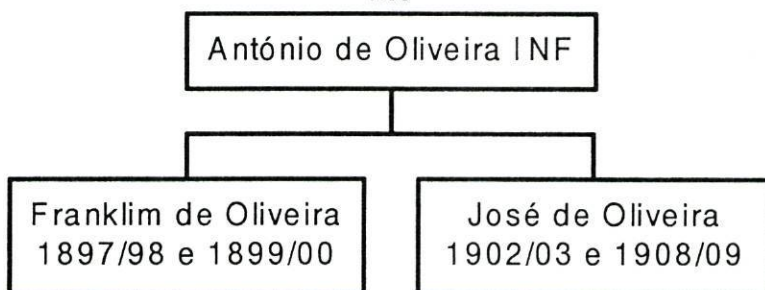 António de Oliveira INF
Franklim de Oliveira
1897/98 e 1899/00
José de Oliveira
1902/03 e 1908/09